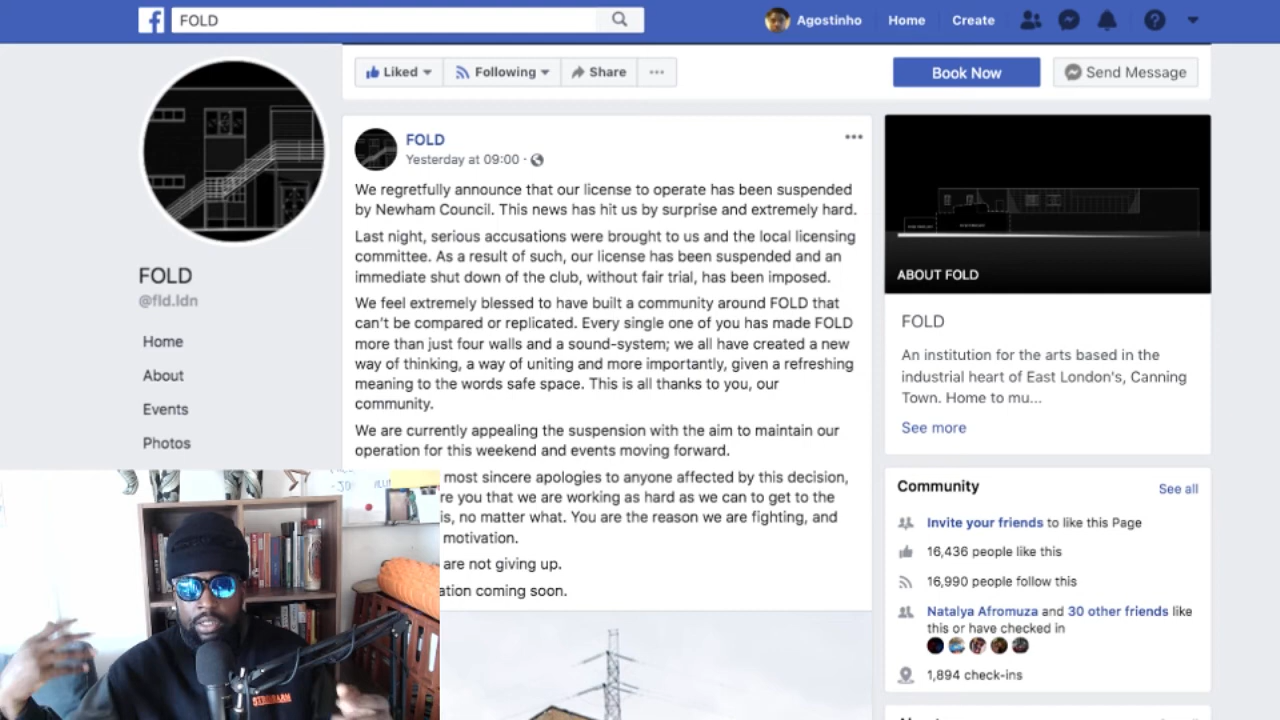 FOLD
Agostinho
Home
Create
Liked
Following
Share
Book Now
Send Message
FOLD
Yesterday at 09:00 ·
We regretfully announce that our license to operate has been suspended
by Newham Council. This news has hit us by surprise and extremely hard.
Last night, serious accusations were brought to us and the local licensing
committee. As a result of such, our license has been suspended and an
immediate shut down of the club, without fair trial, has been imposed.
We feel extremely blessed to have built a community around FOLD that
can't be compared or replicated. Every single one of you has made FOLD
more than just four walls and a sound-system; we all have created a new
way of thinking, a way of uniting and more importantly, given a refreshing
meaning to the words safe space. This is all thanks to you, our
community.
We are currently appealing the suspension with the aim to maintain our
operation for this weekend and events moving forward.
most sincere apologies to anyone affected by this decision,
re you that we are working as hard as we can to get to the
is, no matter what. You are the reason we are fighting, and
motivation.
are not giving up.
ation coming soon.
FOLD
@fld.ldn
Home
About
Events
Photos
ABOUT FOLD
FOLD
An institution for the arts based in the
industrial heart of East London's, Canning
Town. Home to mu...
See more
Community
See all
Invite your friends to like this Page
16,436 people like this
16,990 people follow this
Natalya Afromuza and 30 other friends like
this or have checked in
1,894 check-ins